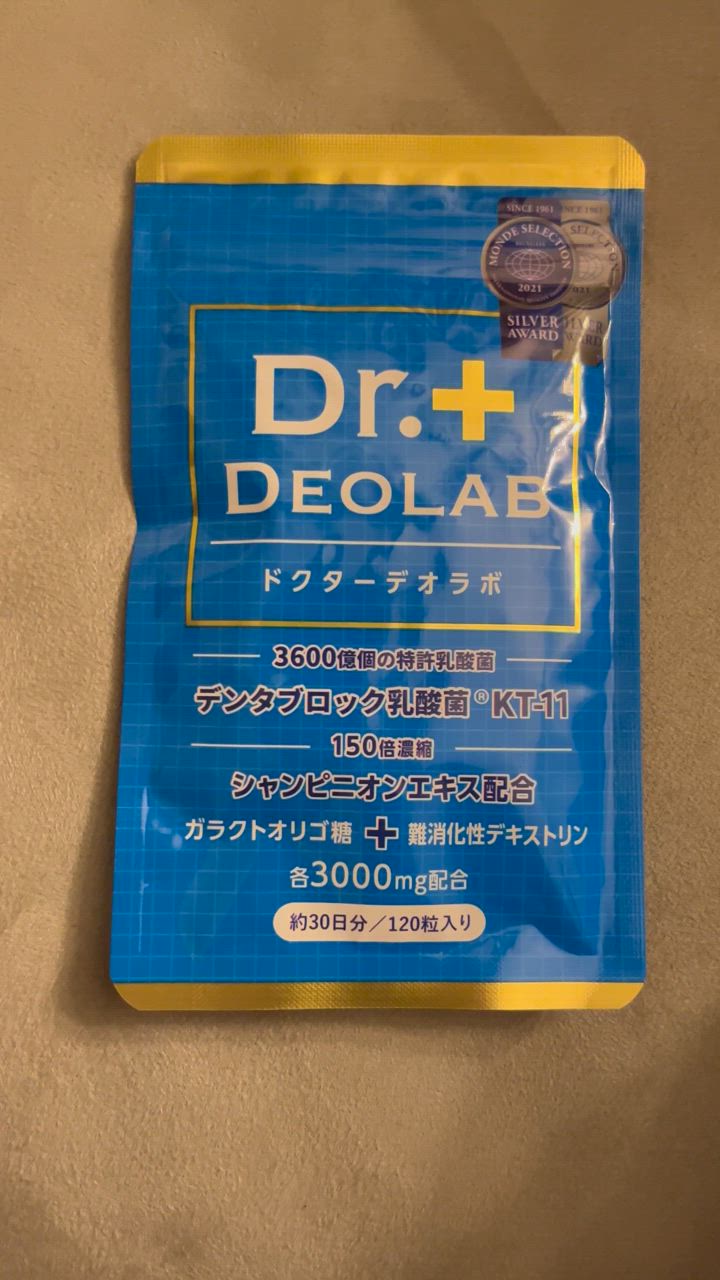 SINCE 1961
MONDE SELECTION
2021
SILVER
AWARD
SELECTION
Dr.+
DEOLAB
ドクターデオラボ
3600億個の特許乳酸菌
デンタブロック乳酸菌®KT-11
150倍濃縮
シャンピニオンエキス配合
ガラクトオリゴ糖 + 難消化性デキストリン
各3000mg配合
約30日分/120粒入り